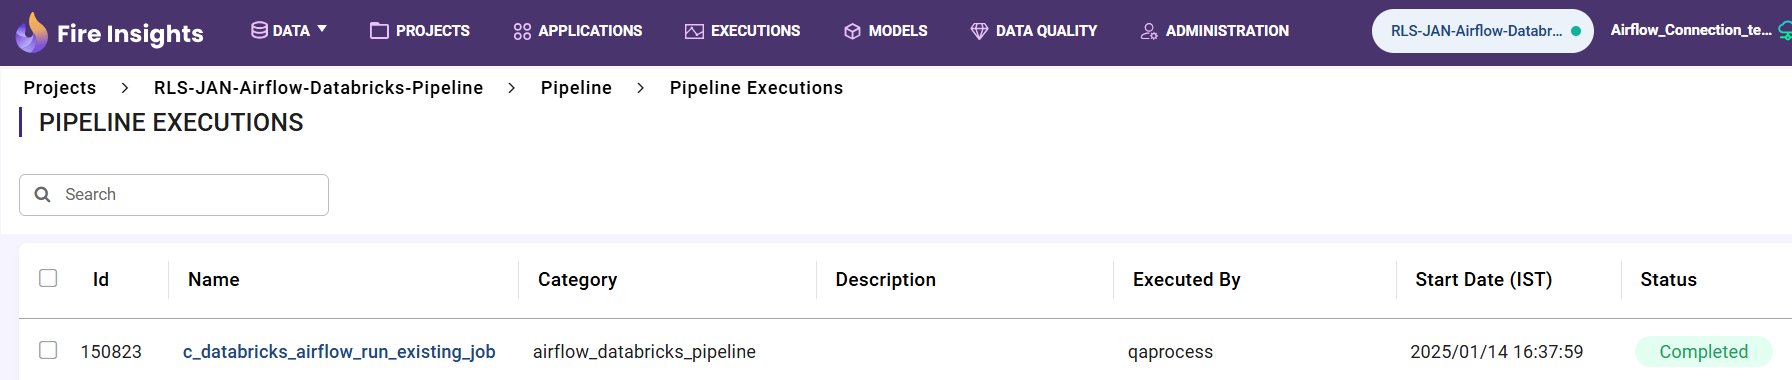 Fire Insights DATA PROJECTS APPLICATIONS EXECUTIONS MODELS DATA QUALITY ADMINISTRATION RLS-JAN-Airflow-Databr... Airflow_Connection_te...
Projects > RLS-JAN-Airflow-Databricks-Pipeline > Pipeline > Pipeline Executions
PIPELINE EXECUTIONS
Search
Id Name Category Description Executed By Start Date (IST) Status
150823 c_databricks_airflow_run_existing_job airflow_databricks_pipeline qaprocess 2025/01/14 16:37:59 Completed